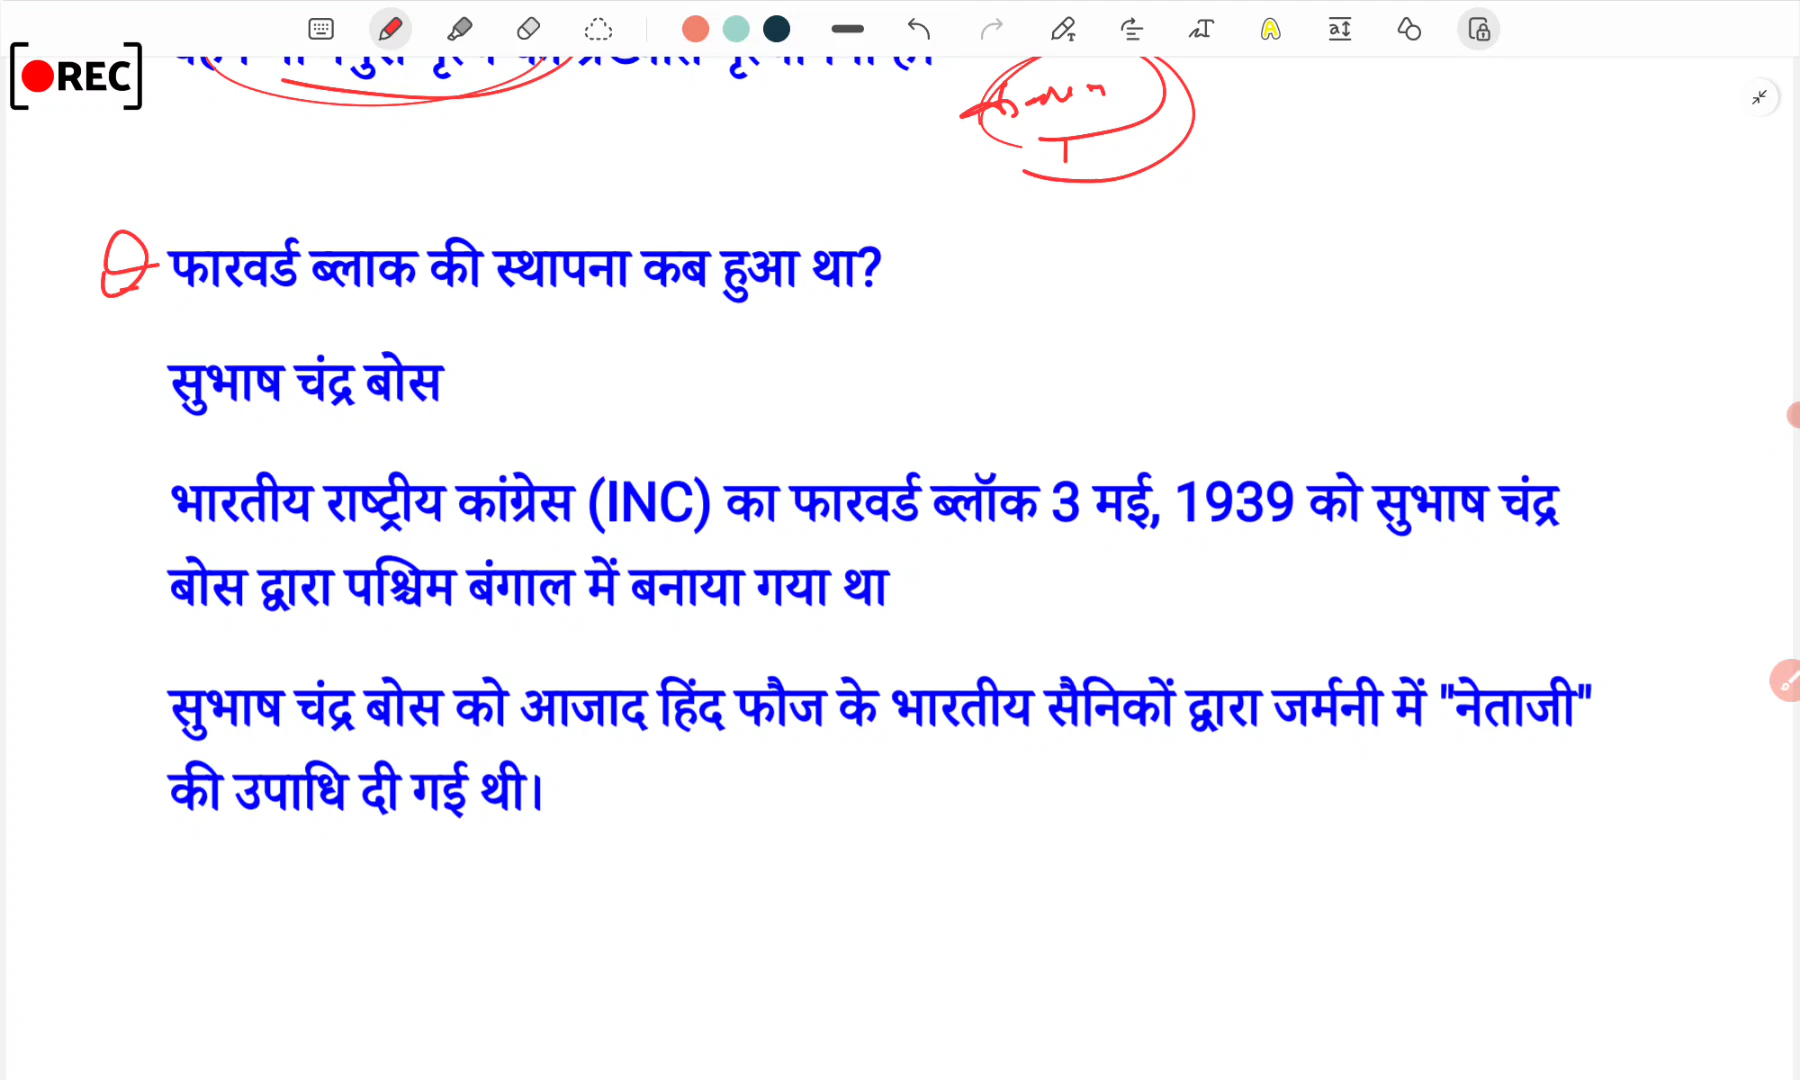 REC
फारवर्ड ब्लाक की स्थापना कब हुआ था?
सुभाष चंद्र बोस
भारतीय राष्ट्रीय कांग्रेस (INC) का फारवर्ड ब्लॉक 3 मई, 1939 को सुभाष चंद्र
बोस द्वारा पश्चिम बंगाल में बनाया गया था
सुभाष चंद्र बोस को आजाद हिंद फौज के भारतीय सैनिकों द्वारा जर्मनी में "नेताजी"
की उपाधि दी गई थी।